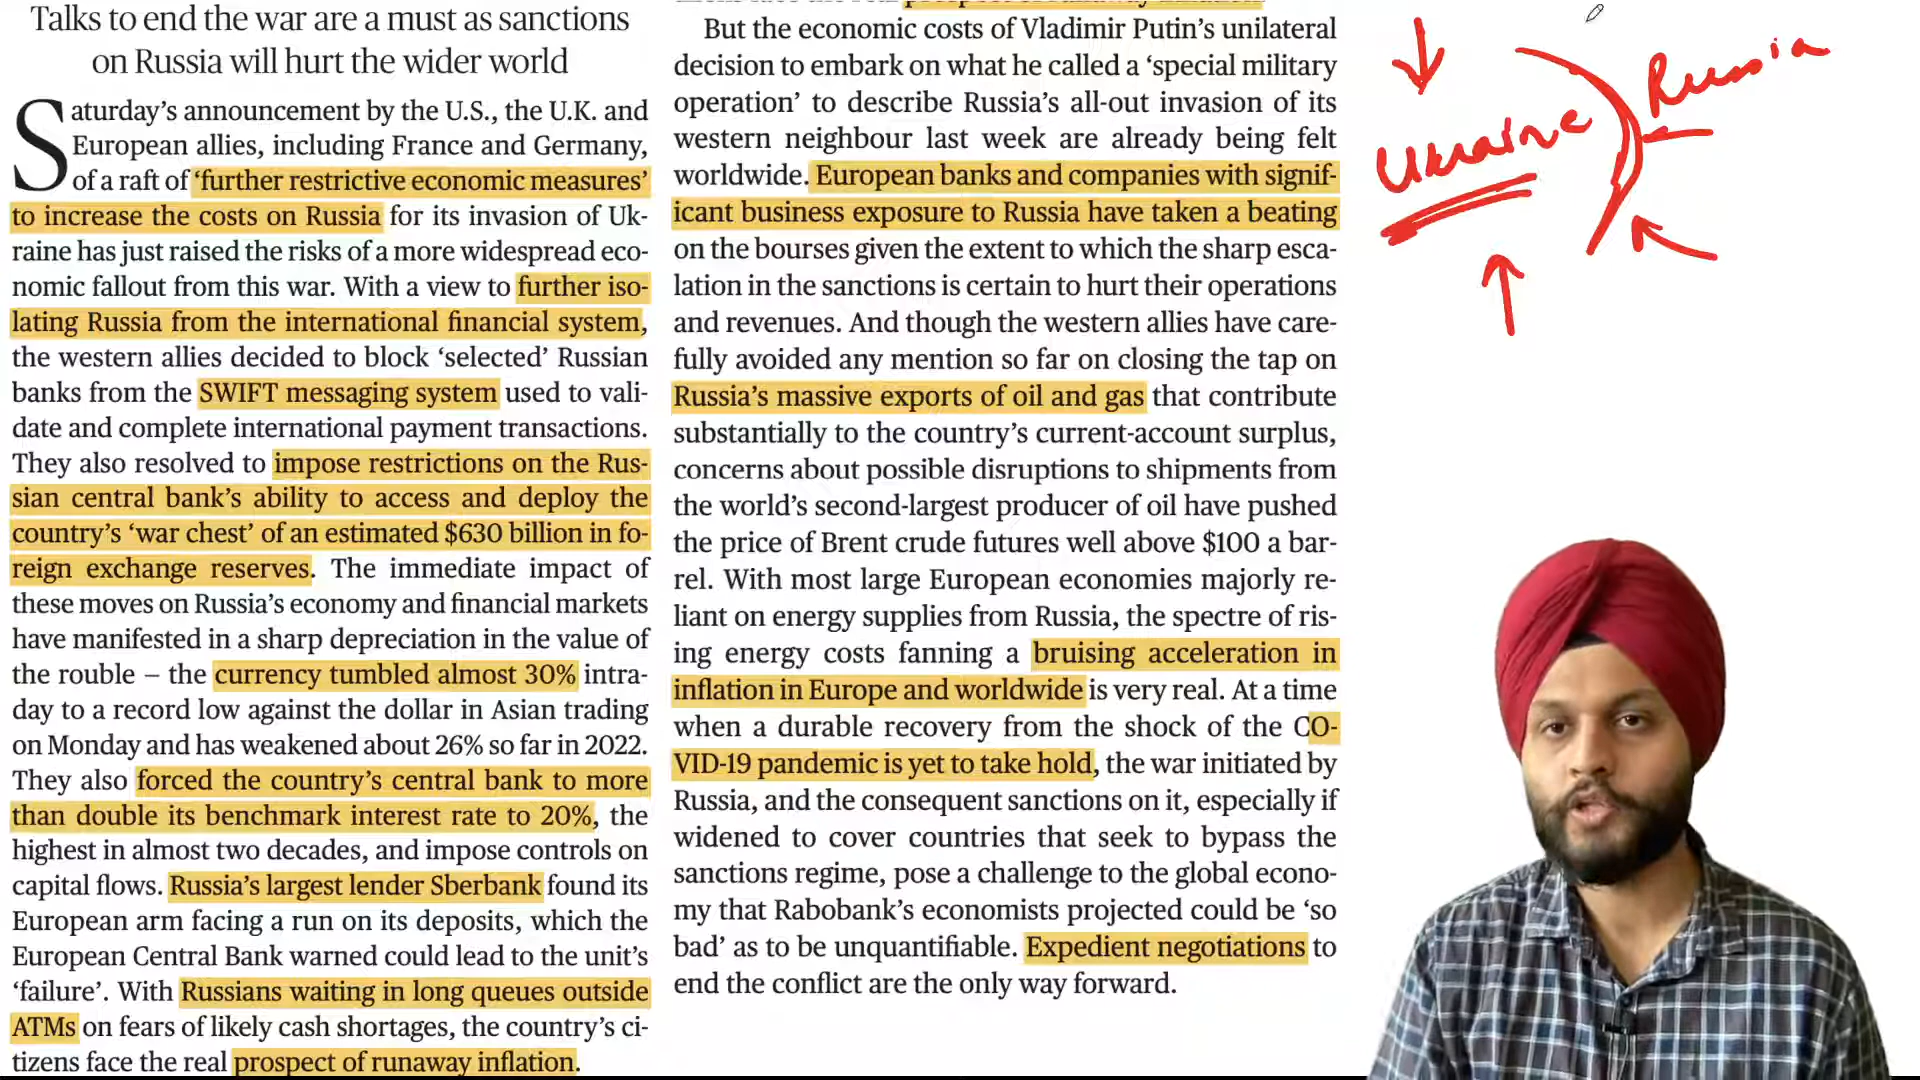 Talks to end the war are a must as sanctions
on Russia will hurt the wider world
Saturday’s announcement by the U.S., the U.K. and
European allies, including France and Germany,
of a raft of ‘further restrictive economic measures’
to increase the costs on Russia for its invasion of Uk-
raine has just raised the risks of a more widespread eco-
nomic fallout from this war. With a view to further iso-
lating Russia from the international financial system,
the western allies decided to block ‘selected’ Russian
banks from the SWIFT messaging system used to vali-
date and complete international payment transactions.
They also resolved to impose restrictions on the Rus-
sian central bank’s ability to access and deploy the
country’s ‘war chest’ of an estimated $630 billion in fo-
reign exchange reserves. The immediate impact of
these moves on Russia’s economy and financial markets
have manifested in a sharp depreciation in the value of
the rouble – the currency tumbled almost 30% intra-
day to a record low against the dollar in Asian trading
on Monday and has weakened about 26% so far in 2022.
They also forced the country’s central bank to more
than double its benchmark interest rate to 20%, the
highest in almost two decades, and impose controls on
capital flows. Russia’s largest lender Sberbank found its
European arm facing a run on its deposits, which the
European Central Bank warned could lead to the unit’s
‘failure’. With Russians waiting in long queues outside
ATMs on fears of likely cash shortages, the country’s ci-
tizens face the real prospect of runaway inflation.
But the economic costs of Vladimir Putin’s unilateral
decision to embark on what he called a ‘special military
operation’ to describe Russia’s all-out invasion of its
western neighbour last week are already being felt
worldwide. European banks and companies with signif-
icant business exposure to Russia have taken a beating
on the bourses given the extent to which the sharp esca-
lation in the sanctions is certain to hurt their operations
and revenues. And though the western allies have care-
fully avoided any mention so far on closing the tap on
Russia’s massive exports of oil and gas that contribute
substantially to the country’s current-account surplus,
concerns about possible disruptions to shipments from
the world’s second-largest producer of oil have pushed
the price of Brent crude futures well above $100 a bar-
rel. With most large European economies majorly re-
liant on energy supplies from Russia, the spectre of ris-
ing energy costs fanning a bruising acceleration in
inflation in Europe and worldwide is very real. At a time
when a durable recovery from the shock of the CO-
VID-19 pandemic is yet to take hold, the war initiated by
Russia, and the consequent sanctions on it, especially if
widened to cover countries that seek to bypass the
sanctions regime, pose a challenge to the global econo-
my that Rabobank’s economists projected could be ‘so
bad’ as to be unquantifiable. Expedient negotiations to
end the conflict are the only way forward.
Ukraine
Russia